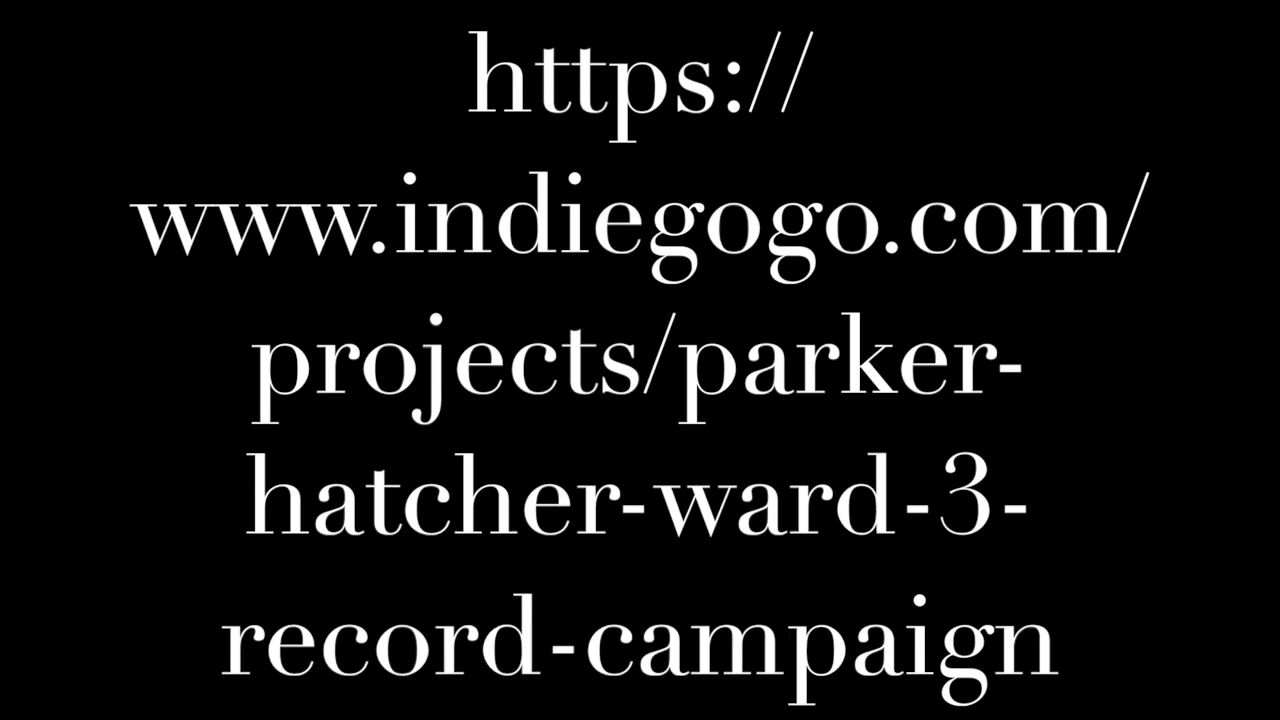 https://
www.indiegogo.com/
projects/parker-
hatcher-ward-3-
record-campaign